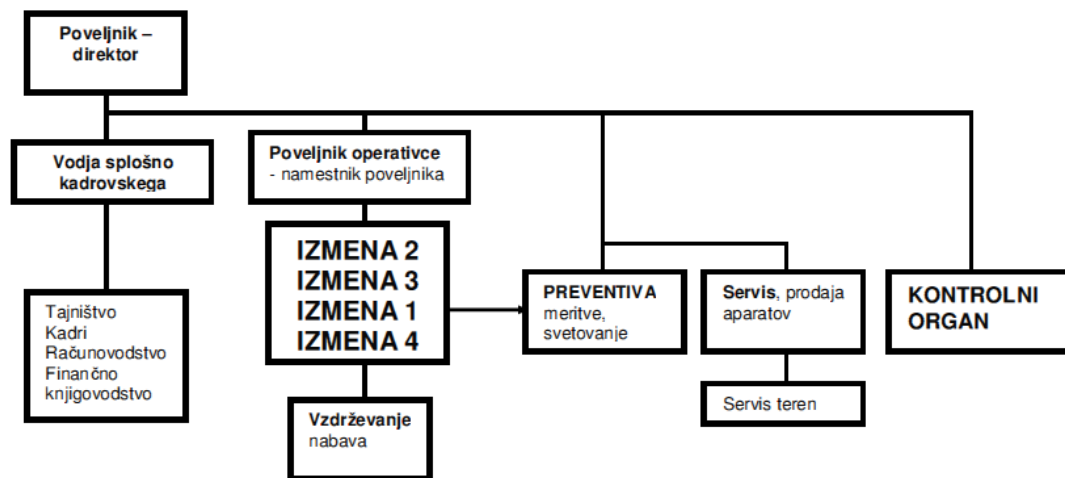 Poveljnik –
direktor
Vodja splošno
kadrovskega
Poveljnik operativce
- namestnik poveljnika
IZMENA 2
IZMENA 3
IZMENA 1
IZMENA 4
PREVENTIVA
meritve,
svetovanje
Servis, prodaja
aparatov
KONTROLNI
ORGAN
Tajništvo
Kadri
Računovodstvo
Finančno
knjigovodstvo
Vzdrževanje
nabava
Servis teren